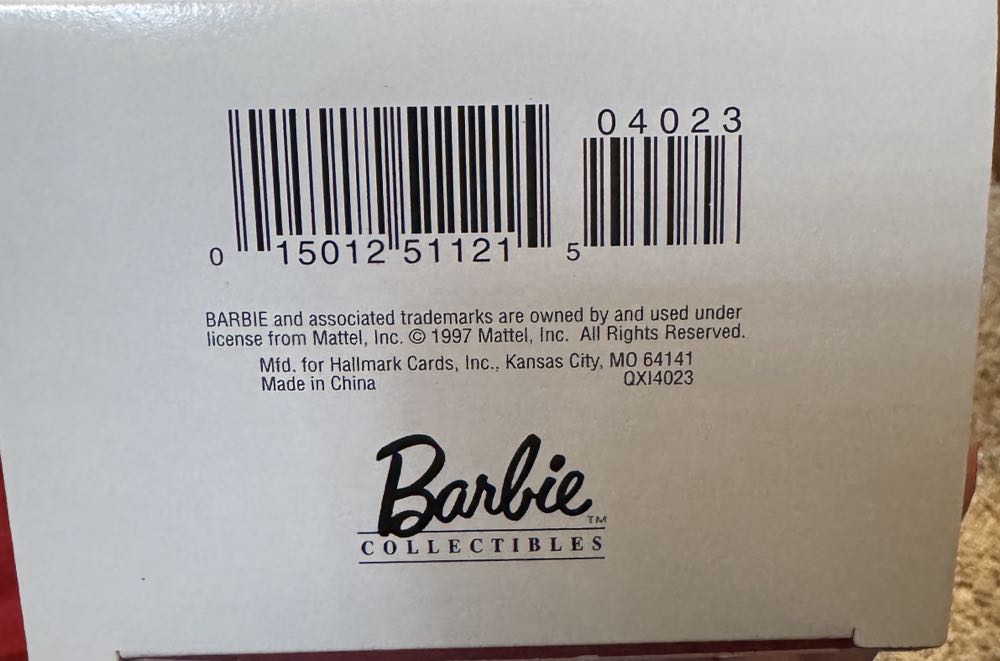 04023
0 15012 51121 5
BARBIE and associated trademarks are owned by and used under
license from Mattel, Inc. © 1997 Mattel, Inc. All Rights Reserved.
Mfd. for Hallmark Cards, Inc., Kansas City, MO 64141
Made in China QXI4023
Barbie TM
COLLECTIBLES